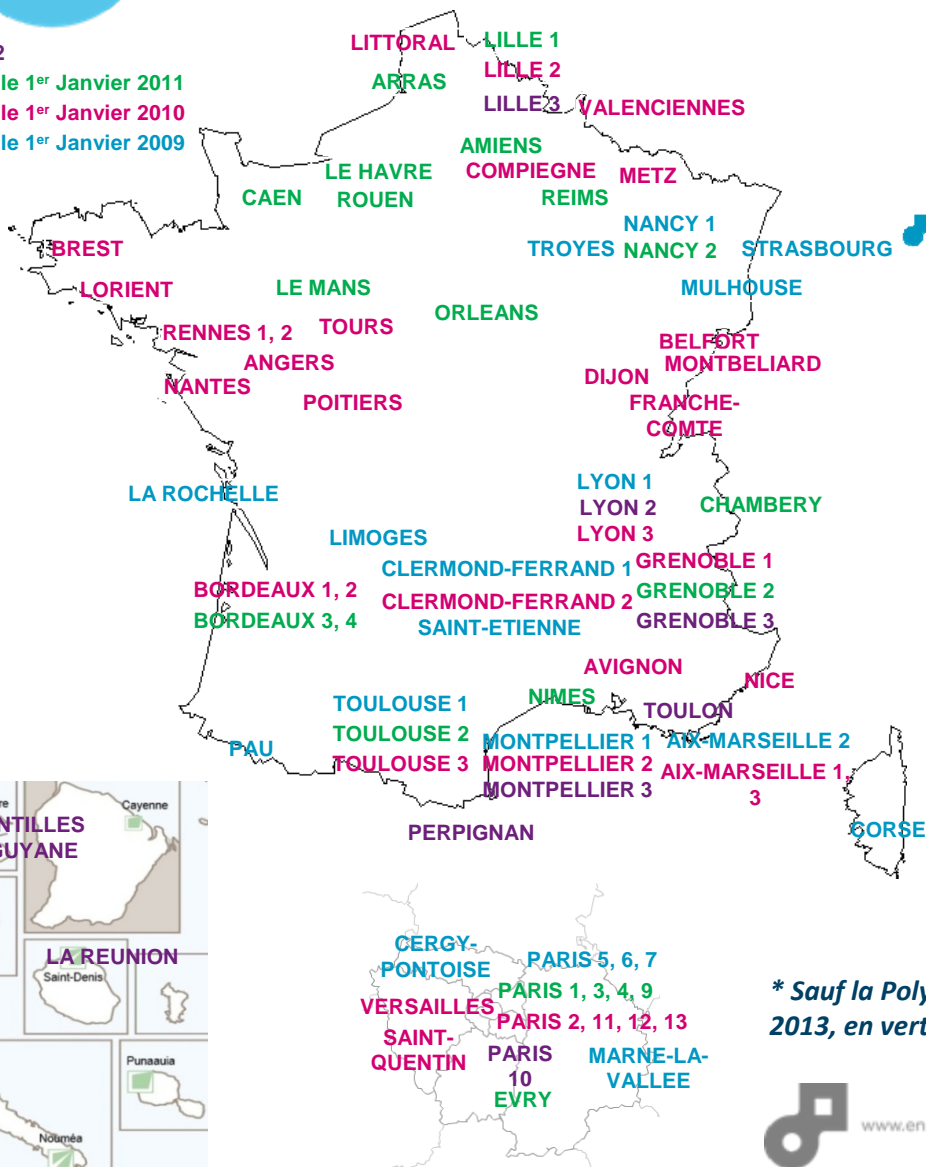 2
le 1er Janvier 2011
le 1er Janvier 2010
le 1er Janvier 2009
LITTORAL
LILLE 1
LILLE 2
ARRAS
LILLE 3
VALENCIENNES
AMIENS
COMPIEGNE
METZ
LE HAVRE
CAEN
ROUEN
REIMS
NANCY 1
BREST
TROYES
NANCY 2
STRASBOURG
LORIENT
LE MANS
MULHOUSE
ORLEANS
RENNES 1, 2
TOURS
BELFORT
MONTBELIARD
ANGERS
DIJON
NANTES
POITIERS
FRANCHE-
COMTE
LA ROCHELLE
LYON 1
LYON 2
CHAMBERY
LYON 3
LIMOGES
CLERMOND-FERRAND 1
GRENOBLE 1
BORDEAUX 1, 2
CLERMOND-FERRAND 2
GRENOBLE 2
BORDEAUX 3, 4
SAINT-ETIENNE
GRENOBLE 3
AVIGNON
NICE
NIMES
TOULOUSE 1
TOULON
TOULOUSE 2
PAU
MONTPELLIER 1
AIX-MARSEILLE 2
TOULOUSE 3
MONTPELLIER 2
AIX-MARSEILLE 1,
3
MONTPELLIER 3
PERPIGNAN
CORSE
Cayenne
NTILLES
GUYANE
LA REUNION
Saint-Denis
Punaauia
Nouméa
CERGY-
PONTOISE
PARIS 5, 6, 7
PARIS 1, 3, 4, 9
VERSAILLES
PARIS 2, 11, 12, 13
SAINT-
QUENTIN
PARIS
10
MARNE-LA-
VALLEE
EVRY
* Sauf la Poly
2013, en vert
www.en